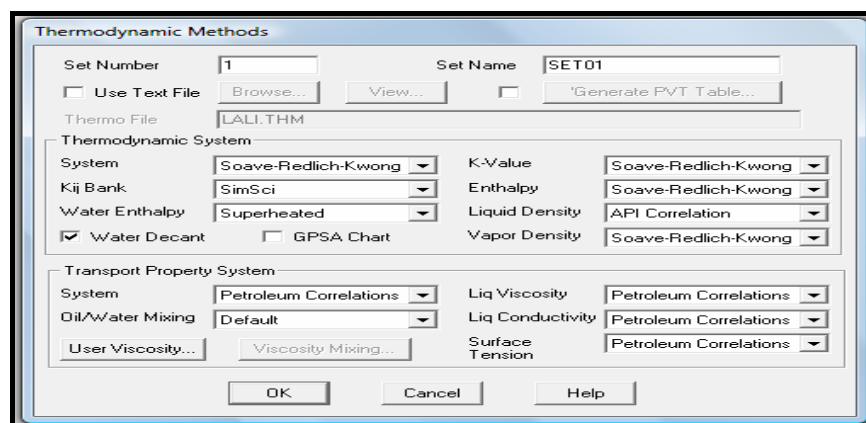 Thermodynamic Methods
Set Number 1 Set Name SET01
Use Text File Browse... View... 'Generate PVT Table...
Thermo File LALI.THM
Thermodynamic System
System Soave-Redlich-Kwong K-Value Soave-Redlich-Kwong
Kij Bank SimSci Enthalpy Soave-Redlich-Kwong
Water Enthalpy Superheated Liquid Density API Correlation
Water Decant GPSA Chart Vapor Density Soave-Redlich-Kwong
Transport Property System
System Petroleum Correlations Liq Viscosity Petroleum Correlations
Oil/Water Mixing Default Liq Conductivity Petroleum Correlations
User Viscosity... Viscosity Mixing... Surface Tension Petroleum Correlations
OK Cancel Help